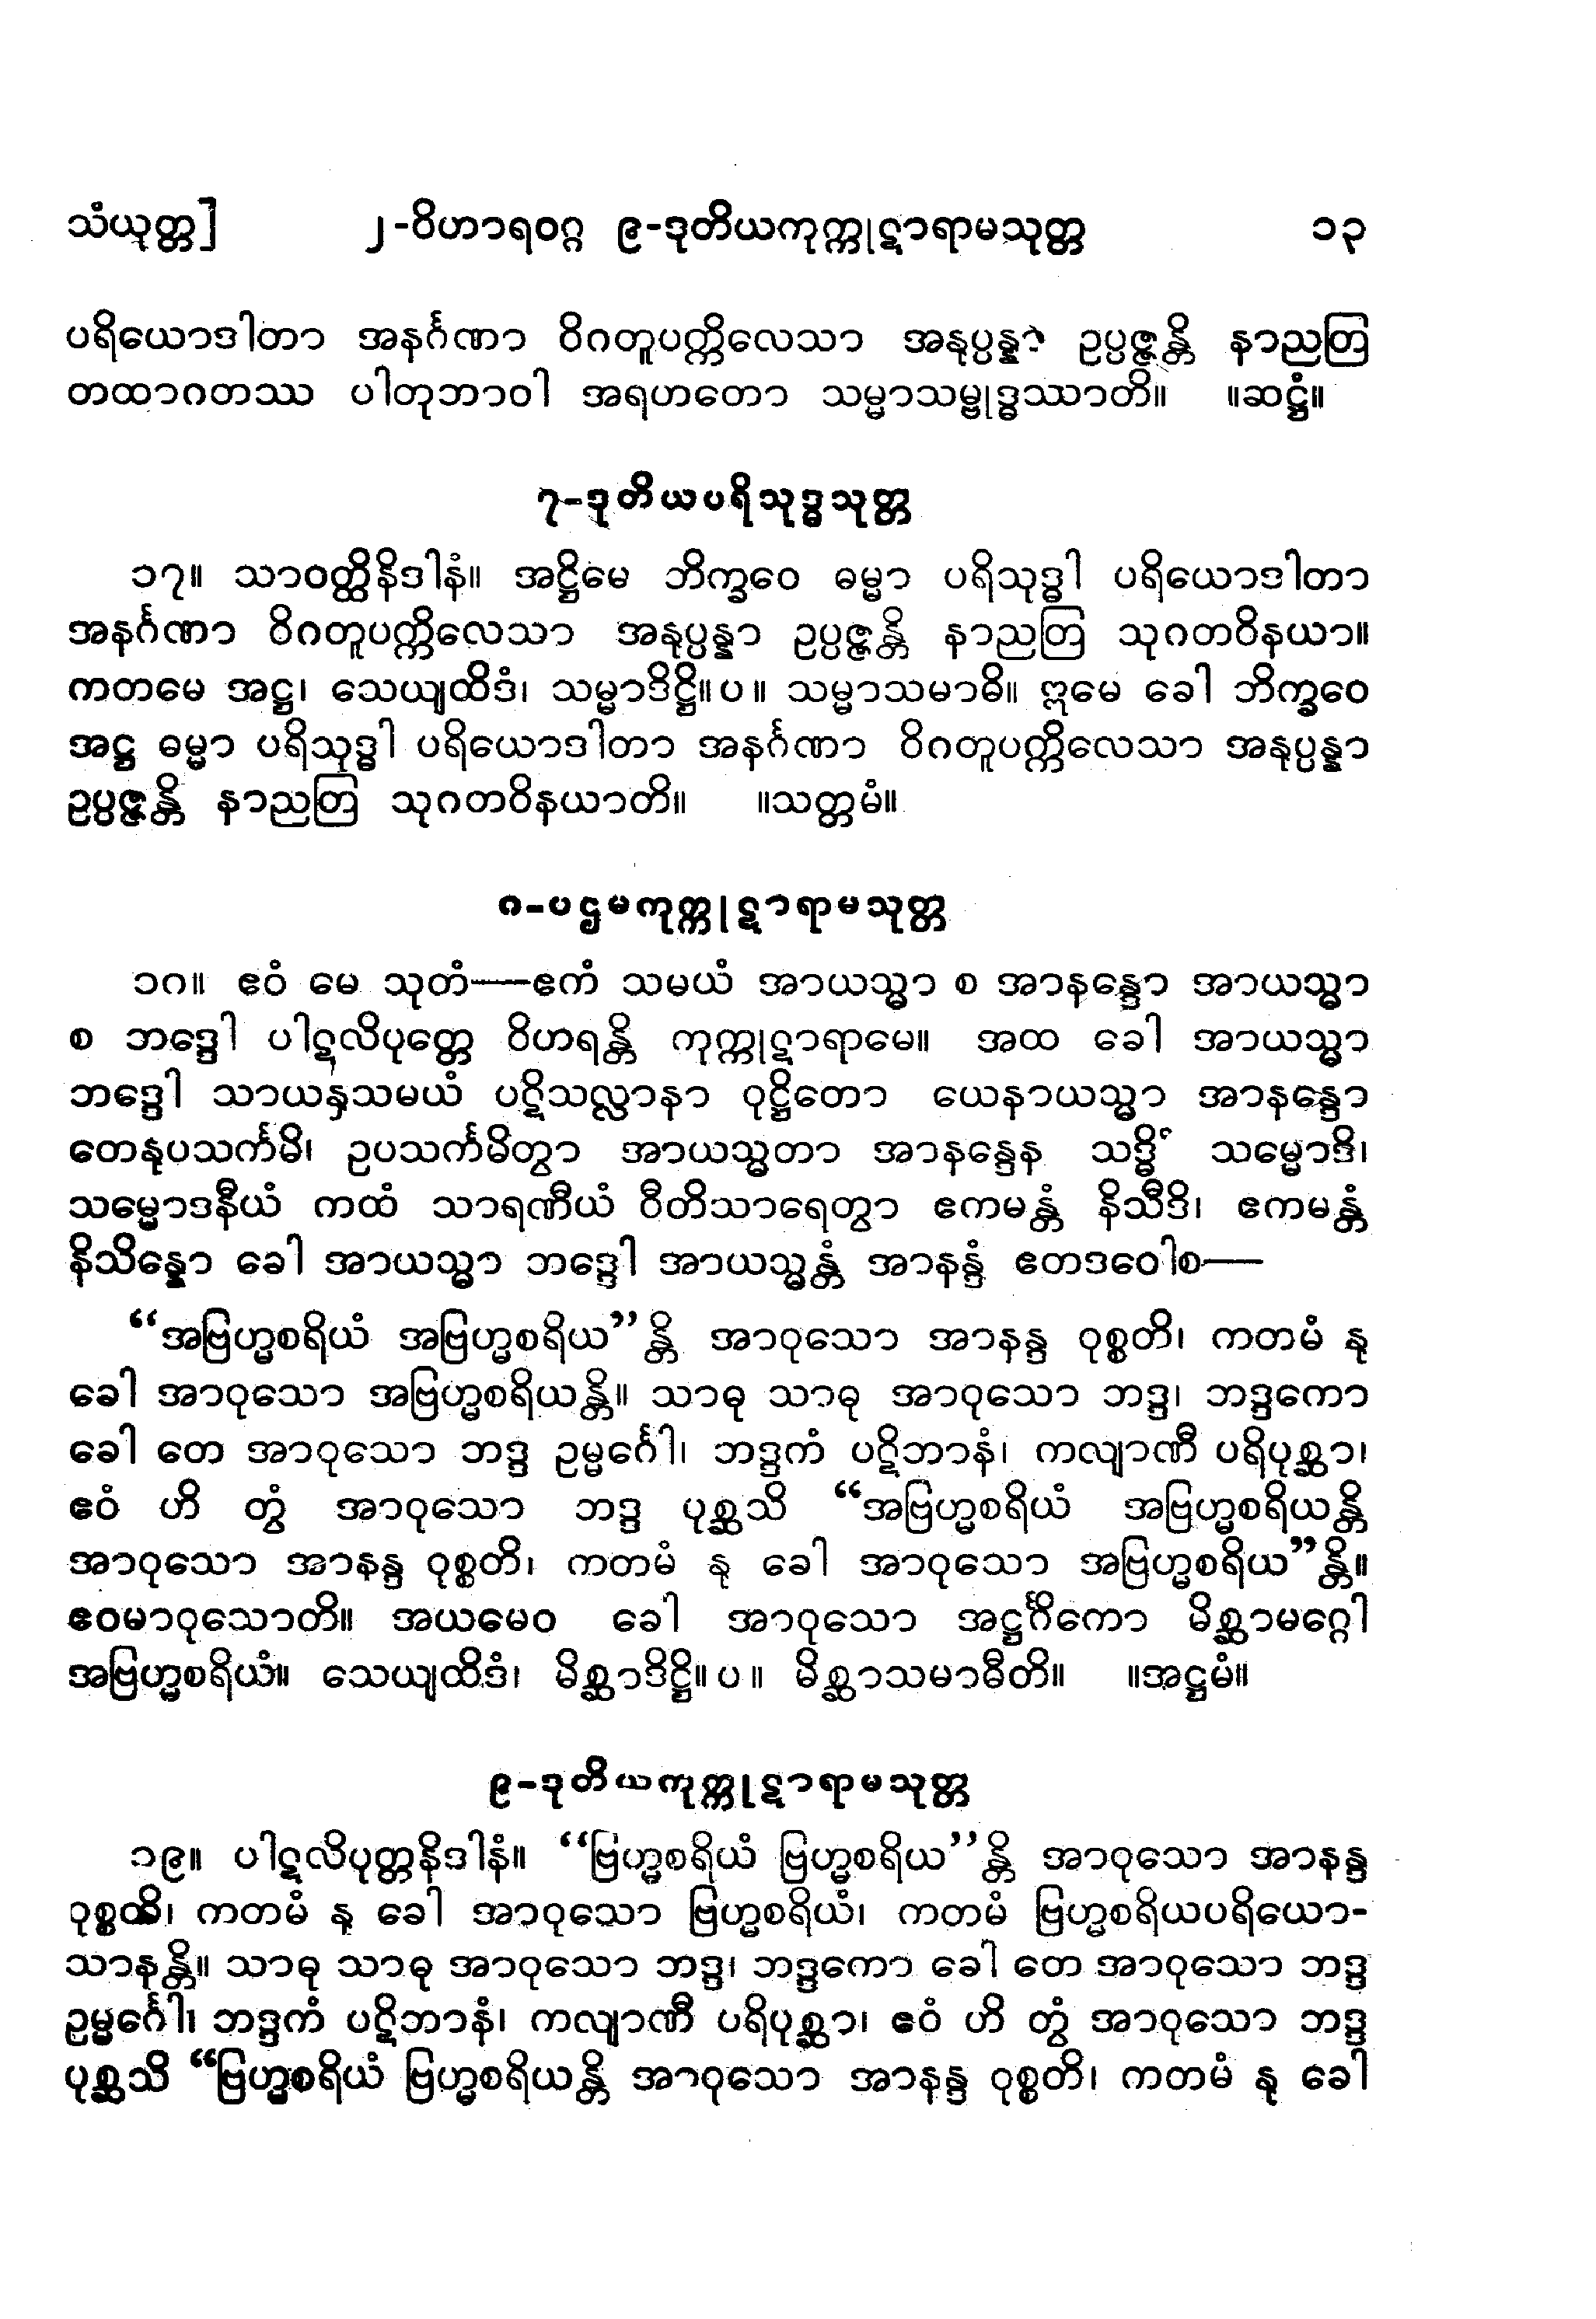 သံယုတ္တ] ၂-ဝိဟာရဝဂ္ဂ ၉-ဒုတိယကုက္ကုဋာရာမသုတ္တ ၁၃
ပရိယောဒါတာ အနင်္ဂဏာ ဝိဂတူပက္ကိလေသာ အနုပ္ပန္နာ ဥပ္ပဇ္ဇန္တိ နာညတြ
တထာဂတဿ ပါတုဘာဝါ အရဟတော သမ္မာသမ္ဗုဒ္ဓဿာတိ။ ။ဆဋ္ဌံ။
၇-ဒုတိယပရိသုဒ္ဓသုတ္တ
၁၇။ သာဝတ္ထိနိဒါနံ။ အဋ္ဌိမေ ဘိက္ခဝေ ဓမ္မာ ပရိသုဒ္ဓါ ပရိယောဒါတာ
အနင်္ဂဏာ ဝိဂတူပက္ကိလေသာ အနုပ္ပန္နာ ဥပ္ပဇ္ဇန္တိ နာညတြ သုဂတဝိနယာ။
ကတမေ အဋ္ဌ၊ သေယျထိဒံ၊ သမ္မာဒိဋ္ဌိ။ပ။ သမ္မာသမာဓိ။ ဣမေ ခေါ ဘိက္ခဝေ
အဋ္ဌ ဓမ္မာ ပရိသုဒ္ဓါ ပရိယောဒါတာ အနင်္ဂဏာ ဝိဂတူပက္ကိလေသာ အနုပ္ပန္နာ
ဥပ္ပဇ္ဇန္တိ နာညတြ သုဂတဝိနယာတိ။ ။သတ္တမံ။
၈-ပဌမကုက္ကုဋာရာမသုတ္တ
၁၈။ ဧဝံ မေ သုတံ—ဧကံ သမယံ အာယသ္မာ စ အာနန္ဒော အာယသ္မာ
စ ဘဒ္ဒေါ ပါဋလိပုတ္တေ ဝိဟရန္တိ ကုက္ကုဋာရာမေ။ အထ ခေါ အာယသ္မာ
ဘဒ္ဒေါ သာယနှသမယံ ပဋိသလ္လာနာ ဝုဋ္ဌိတော ယေနာယသ္မာ အာနန္ဒော
တေနုပသင်္ကမိ၊ ဥပသင်္ကမိတွာ အာယသ္မတာ အာနန္ဒေန သဒ္ဓိံ သမ္မောဒိ၊
သမ္မောဒနီယံ ကထံ သာရဏီယံ ဝီတိသာရေတွာ ဧကမန္တံ နိသီဒိ၊ ဧကမန္တံ
နိသိန္နော ခေါ အာယသ္မာ ဘဒ္ဒေါ အာယသ္မန္တံ အာနန္ဒံ ဧတဒဝေါစ—
“အဗြဟ္မစရိယံ အဗြဟ္မစရိယ”န္တိ အာဝုသော အာနန္ဒ ဝုစ္စတိ၊ ကတမံ နု
ခေါ အာဝုသော အဗြဟ္မစရိယန္တိ။ သာဓု သာဓု အာဝုသော ဘဒ္ဒ၊ ဘဒ္ဒကော
ခေါ တေ အာဝုသော ဘဒ္ဒ ဥမ္မင်္ဂေါ၊ ဘဒ္ဒကံ ပဋိဘာနံ၊ ကလျာဏီ ပရိပုစ္ဆာ၊
ဧဝံ ဟိ တွံ အာဝုသော ဘဒ္ဒ ပုစ္ဆသိ “အဗြဟ္မစရိယံ အဗြဟ္မစရိယန္တိ
အာဝုသော အာနန္ဒ ဝုစ္စတိ၊ ကတမံ နု ခေါ အာဝုသော အဗြဟ္မစရိယ”န္တိ။
ဧဝမာဝုသောတိ။ အယမေဝ ခေါ အာဝုသော အဋ္ဌင်္ဂိကော မိစ္ဆာမဂ္ဂေါ
အဗြဟ္မစရိယံ။ သေယျထိဒံ၊ မိစ္ဆာဒိဋ္ဌိ။ပ။ မိစ္ဆာသမာဓီတိ။ ။အဋ္ဌမံ။
၉-ဒုတိယကုက္ကုဋာရာမသုတ္တ
၁၉။ ပါဋလိပုတ္တနိဒါနံ။ “ဗြဟ္မစရိယံ ဗြဟ္မစရိယ”န္တိ အာဝုသော အာနန္ဒ
ဝုစ္စတိ၊ ကတမံ နု ခေါ အာဝုသော ဗြဟ္မစရိယံ၊ ကတမံ ဗြဟ္မစရိယပရိယော-
သာနန္တိ။ သာဓု သာဓု အာဝုသော ဘဒ္ဒ၊ ဘဒ္ဒကော ခေါ တေ အာဝုသော ဘဒ္ဒ
ဥမ္မင်္ဂေါ၊ ဘဒ္ဒကံ ပဋိဘာနံ၊ ကလျာဏီ ပရိပုစ္ဆာ၊ ဧဝံ ဟိ တွံ အာဝုသော ဘဒ္ဒ
ပုစ္ဆသိ “ဗြဟ္မစရိယံ ဗြဟ္မစရိယန္တိ အာဝုသော အာနန္ဒ ဝုစ္စတိ၊ ကတမံ နု ခေါ